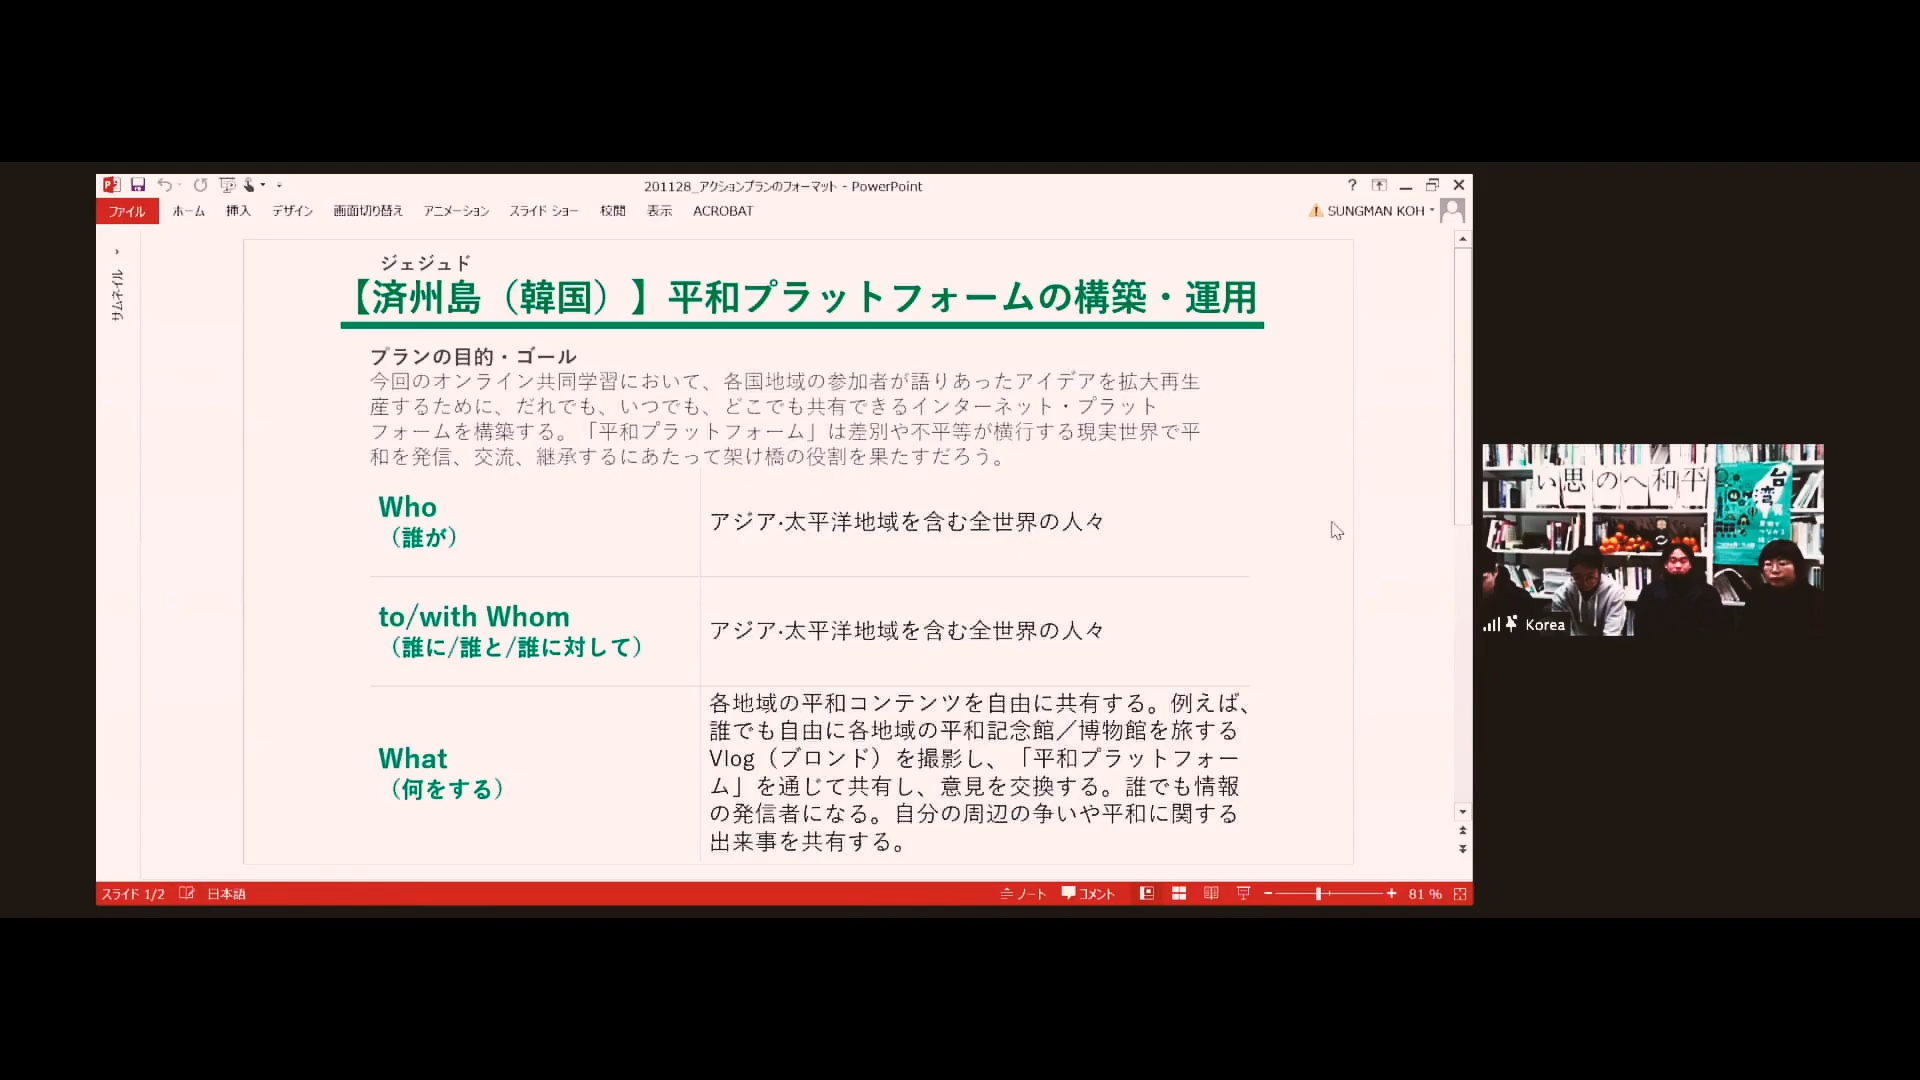 201128_アクションプランのフォーマット - PowerPoint
ファイル ホーム 挿入 デザイン 画面切り替え アニメーション スライド ショー 校閲 表示 ACROBAT
SUNGMAN KOH
サムネイル
ジェジュド
【済州島（韓国）】平和プラットフォームの構築・運用
プランの目的・ゴール
今回のオンライン共同学習において、各国地域の参加者が語りあったアイデアを拡大再生
産するために、だれでも、いつでも、どこでも共有できるインターネット・プラット
フォームを構築する。「平和プラットフォーム」は差別や不平等が横行する現実世界で平
和を発信、交流、継承するにあたって架け橋の役割を果たすだろう。
Who
（誰が）
アジア·太平洋地域を含む全世界の人々
to/with Whom
（誰に/誰と/誰に対して）
アジア·太平洋地域を含む全世界の人々
What
（何をする）
各地域の平和コンテンツを自由に共有する。例えば、
誰でも自由に各地域の平和記念館／博物館を旅する
Vlog（ブロンド）を撮影し、「平和プラットフォー
ム」を通じて共有し、意見を交換する。誰でも情報
の発信者になる。自分の周辺の争いや平和に関する
出来事を共有する。
い思のへ和平
台湾
Korea
スライド 1/2 日本語
ノート コメント 81 %